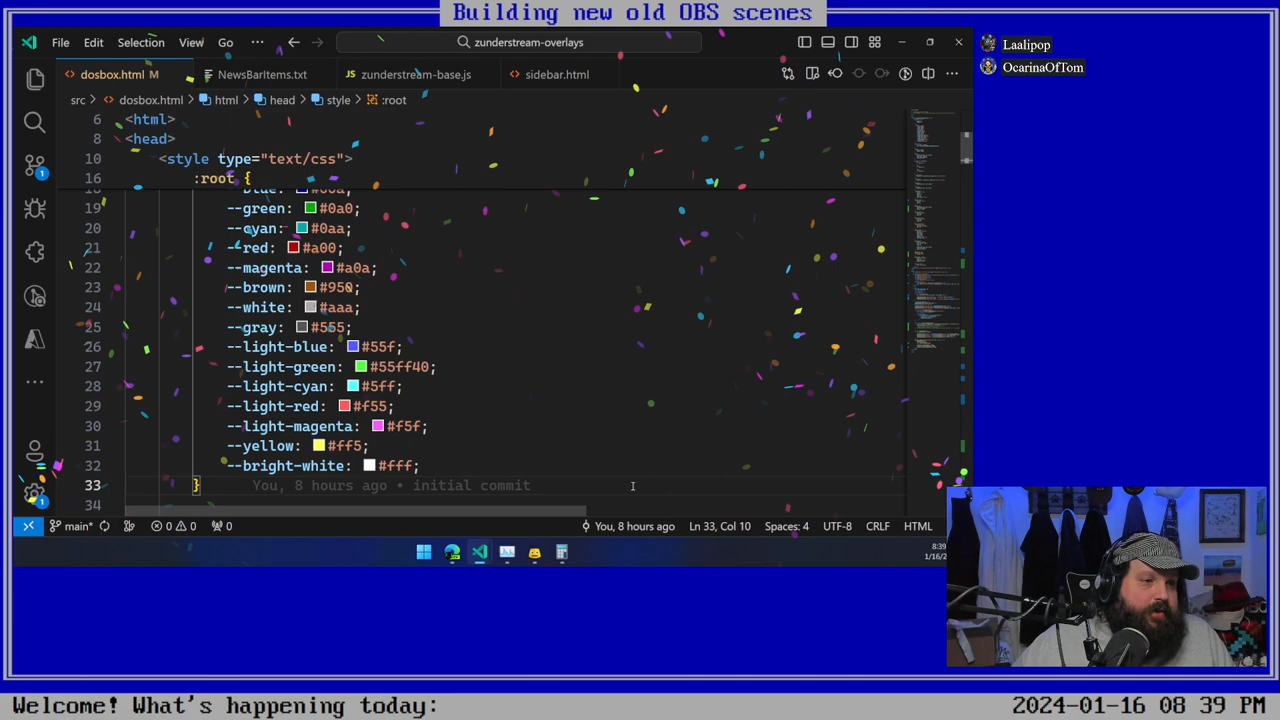 Building new old OBS scenes
File Edit Selection View Go ··· zunderstream-overlays
Laalipop
OcarinaOfTom
dosbox.html M NewsBarItems.txt JS zunderstream-base.js sidebar.html
src > dosbox.html > html > head > style > :root
6 <html>
8 <head>
10 <style type="text/css">
16 :root {
19 --green: #0a0;
20 --cyan: #0aa;
21 --red: #a00;
22 --magenta: #a0a;
23 --brown: #950;
24 --white: #aaa;
25 --gray: #555;
26 --light-blue: #55f;
27 --light-green: #55ff40;
28 --light-cyan: #5ff;
29 --light-red: #f55;
30 --light-magenta: #f5f;
31 --yellow: #ff5;
32 --bright-white: #fff;
33 } You, 8 hours ago • initial commit
34
main* 0 0 0 You, 8 hours ago Ln 33, Col 10 Spaces: 4 UTF-8 CRLF HTML
8:39
1/16/2
Welcome! What's happening today: 2024-01-16 08 39 PM